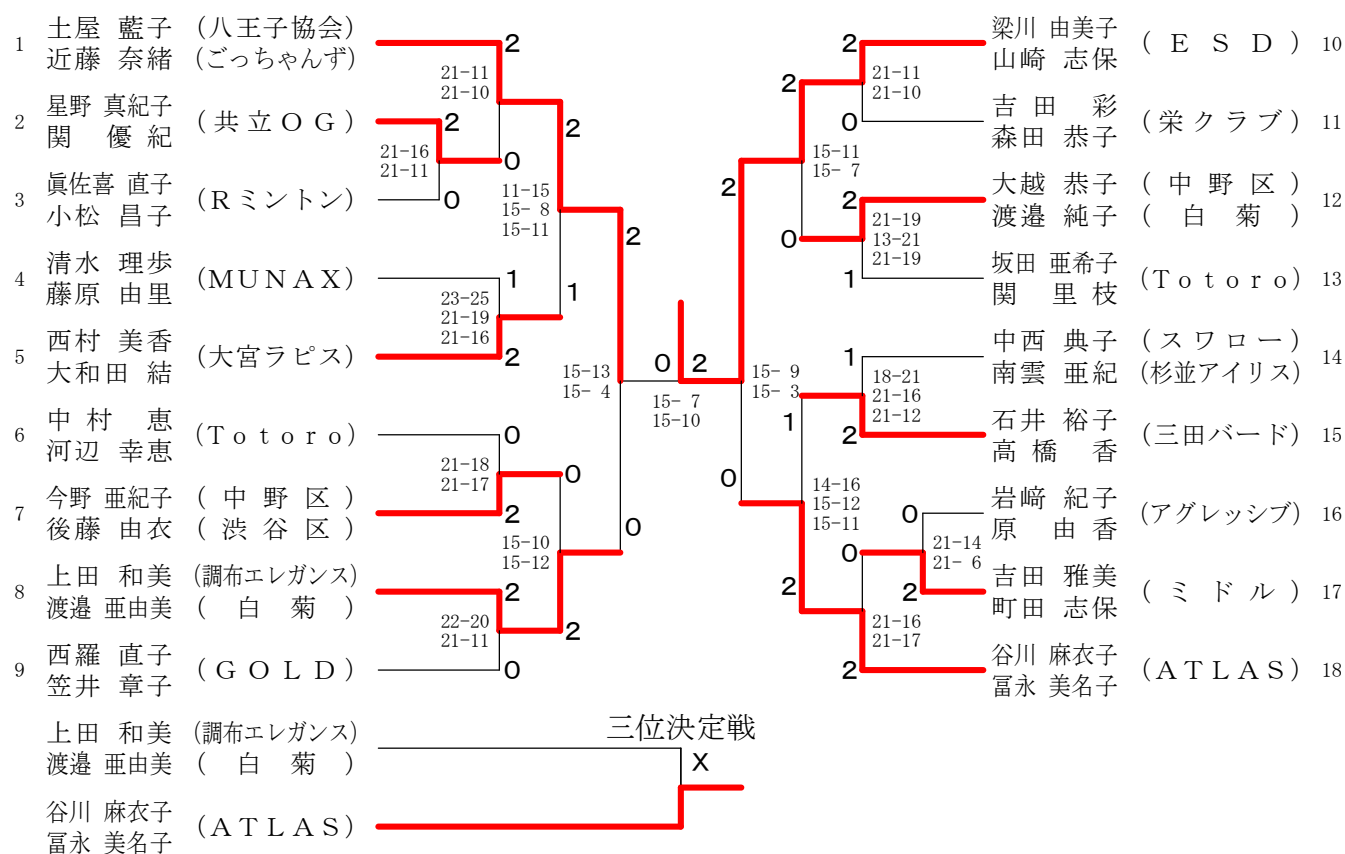 1 土屋 藍子 (八王子協会)
近藤 奈緒 (ごっちゃんず)
2 星野 真紀子 (共立OG)
関 優紀
3 眞佐喜 直子 (Rミントン)
小松 昌子
4 清水 理歩 (MUNAX)
藤原 由里
5 西村 美香 (大宮ラピス)
大和田 結
6 中村 恵 (Totoro)
河辺 幸恵
7 今野 亜紀子 (中野区)
後藤 由衣 (渋谷区)
8 上田 和美 (調布エレガンス)
渡邉 亜由美 (白菊)
9 西羅 直子 (GOLD)
笠井 章子
2
21-11
21-10
2
0
21-16
21-11
0
2
11-15
15- 8
15-11
1
23-25
21-19
21-16
2
1
2
15-13
15- 4
0
21-18
21-17
2
0
15-10
15-12
2
22-20
21-11
0
2
0
0 2
15- 7
15-10
2
15- 9
15- 3
0
2
21-11
21-10
0
2
15-11
15- 7
0
2
21-19
13-21
21-19
1
1
18-21
21-16
21-12
2
1
14-16
15-12
15-11
2
0
21-14
21- 6
2
0
21-16
21-17
2
梁川 由美子 (ESD) 10
山崎 志保
吉田 彩 (栄クラブ) 11
森田 恭子
大越 恭子 (中野区) 12
渡邉 純子 (白菊)
坂田 亜希子 (Totoro) 13
関 里枝
中西 典子 (スワロー) 14
南雲 亜紀 (杉並アイリス)
石井 裕子 (三田バード) 15
高橋 香
岩﨑 紀子 (アグレッシブ) 16
原 由香
吉田 雅美 (ミドル) 17
町田 志保
谷川 麻衣子 (ATLAS) 18
冨永 美名子
三位決定戦
上田 和美 (調布エレガンス)
渡邉 亜由美 (白菊)
X
谷川 麻衣子 (ATLAS)
冨永 美名子